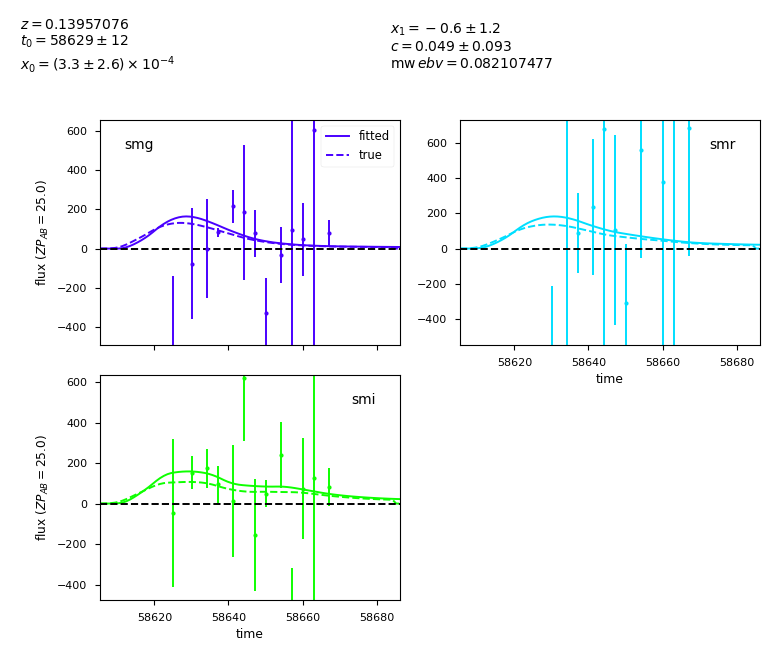 z = 0.13957076
t₀ = 58629 ± 12
x₀ = (3.3 ± 2.6) × 10⁻⁴
x₁ = −0.6 ± 1.2
c = 0.049 ± 0.093
mw ebv = 0.082107477
smg
fitted
true
600
400
200
0
−200
−400
flux (ZP_AB = 25.0)
smr
600
400
200
0
−200
−400
58620 58640 58660 58680
time
smi
600
400
200
0
−200
−400
flux (ZP_AB = 25.0)
58620 58640 58660 58680
time